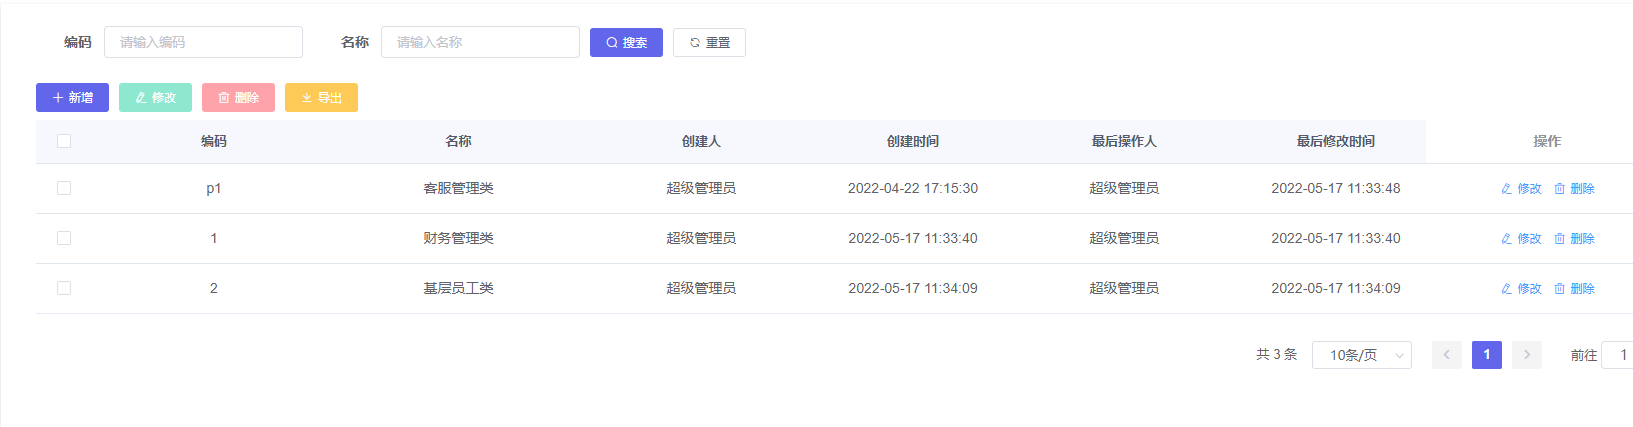 编码 请输入编码 名称 请输入名称 搜索 重置
新增 修改 删除 导出
编码 名称 创建人 创建时间 最后操作人 最后修改时间 操作
p1 客服管理类 超级管理员 2022-04-22 17:15:30 超级管理员 2022-05-17 11:33:48 修改 删除
1 财务管理类 超级管理员 2022-05-17 11:33:40 超级管理员 2022-05-17 11:33:40 修改 删除
2 基层员工类 超级管理员 2022-05-17 11:34:09 超级管理员 2022-05-17 11:34:09 修改 删除
共 3 条 10条/页 1 前往 1